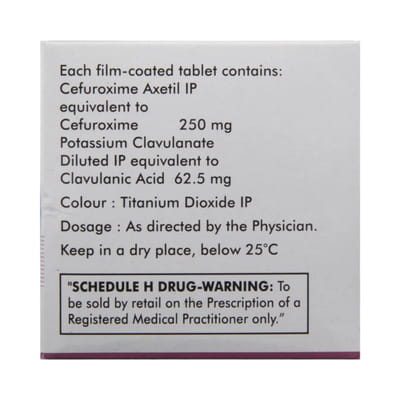 Each film-coated tablet contains:
Cefuroxime Axetil IP
equivalent to
Cefuroxime 250 mg
Potassium Clavulanate
Diluted IP equivalent to
Clavulanic Acid 62.5 mg
Colour : Titanium Dioxide IP
Dosage : As directed by the Physician.
Keep in a dry place, below 25°C
"SCHEDULE H DRUG-WARNING: To
be sold by retail on the Prescription of a
Registered Medical Practitioner only.”